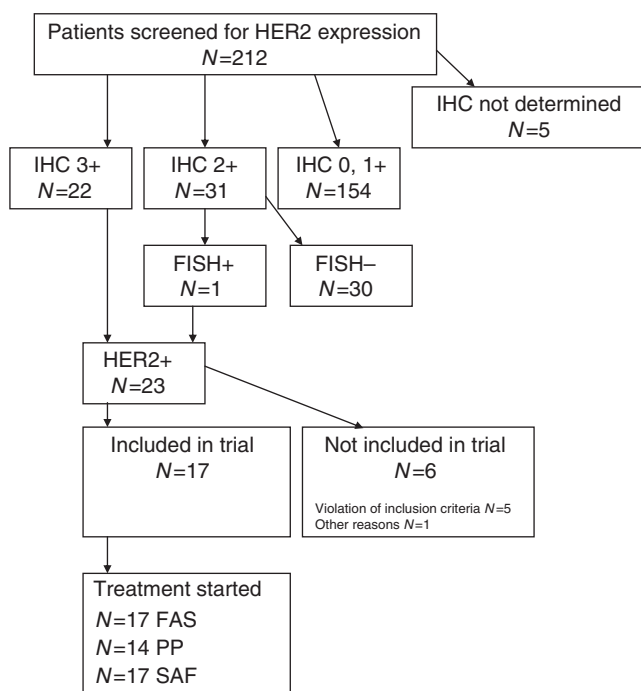 Patients screened for HER2 expression
N=212
IHC not determined
N=5
IHC 3+
N=22
IHC 2+
N=31
IHC 0, 1+
N=154
FISH+
N=1
FISH–
N=30
HER2+
N=23
Included in trial
N=17
Not included in trial
N=6
Violation of inclusion criteria N=5
Other reasons N=1
Treatment started
N=17 FAS
N=14 PP
N=17 SAF